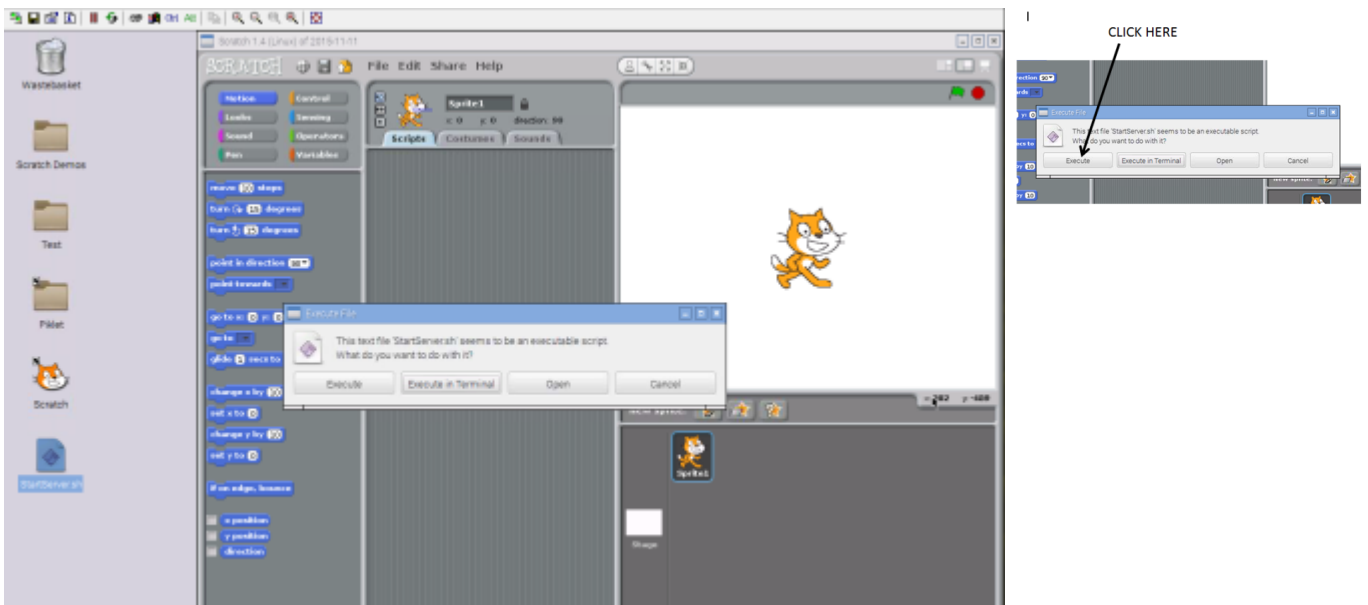 Scratch 1.4 (Linux) of 2015-11-11
SCRATCH
File Edit Share Help
Wastebasket
Scratch Demos
Test
Piklet
Scratch
StartServer.sh
Motion
Control
Looks
Sensing
Sound
Operators
Pen
Variables
Sprite1
x: 0 y: 0 direction: 90
Scripts
Costumes
Sounds
move 10 steps
turn 15 degrees
turn 15 degrees
point in direction 90
point towards
go to x: 0 y: 0
go to
glide 1 secs to
change x by 10
set x to 0
change y by 10
set y to 0
if on edge, bounce
x position
y position
direction
Execute File
This text file 'StartServer.sh' seems to be an executable script.
What do you want to do with it?
Execute
Execute in Terminal
Open
Cancel
New sprite:
Sprite1
Stage
CLICK HERE
Execute File
This text file 'StartServer.sh' seems to be an executable script.
What do you want to do with it?
Execute
Execute in Terminal
Open
Cancel